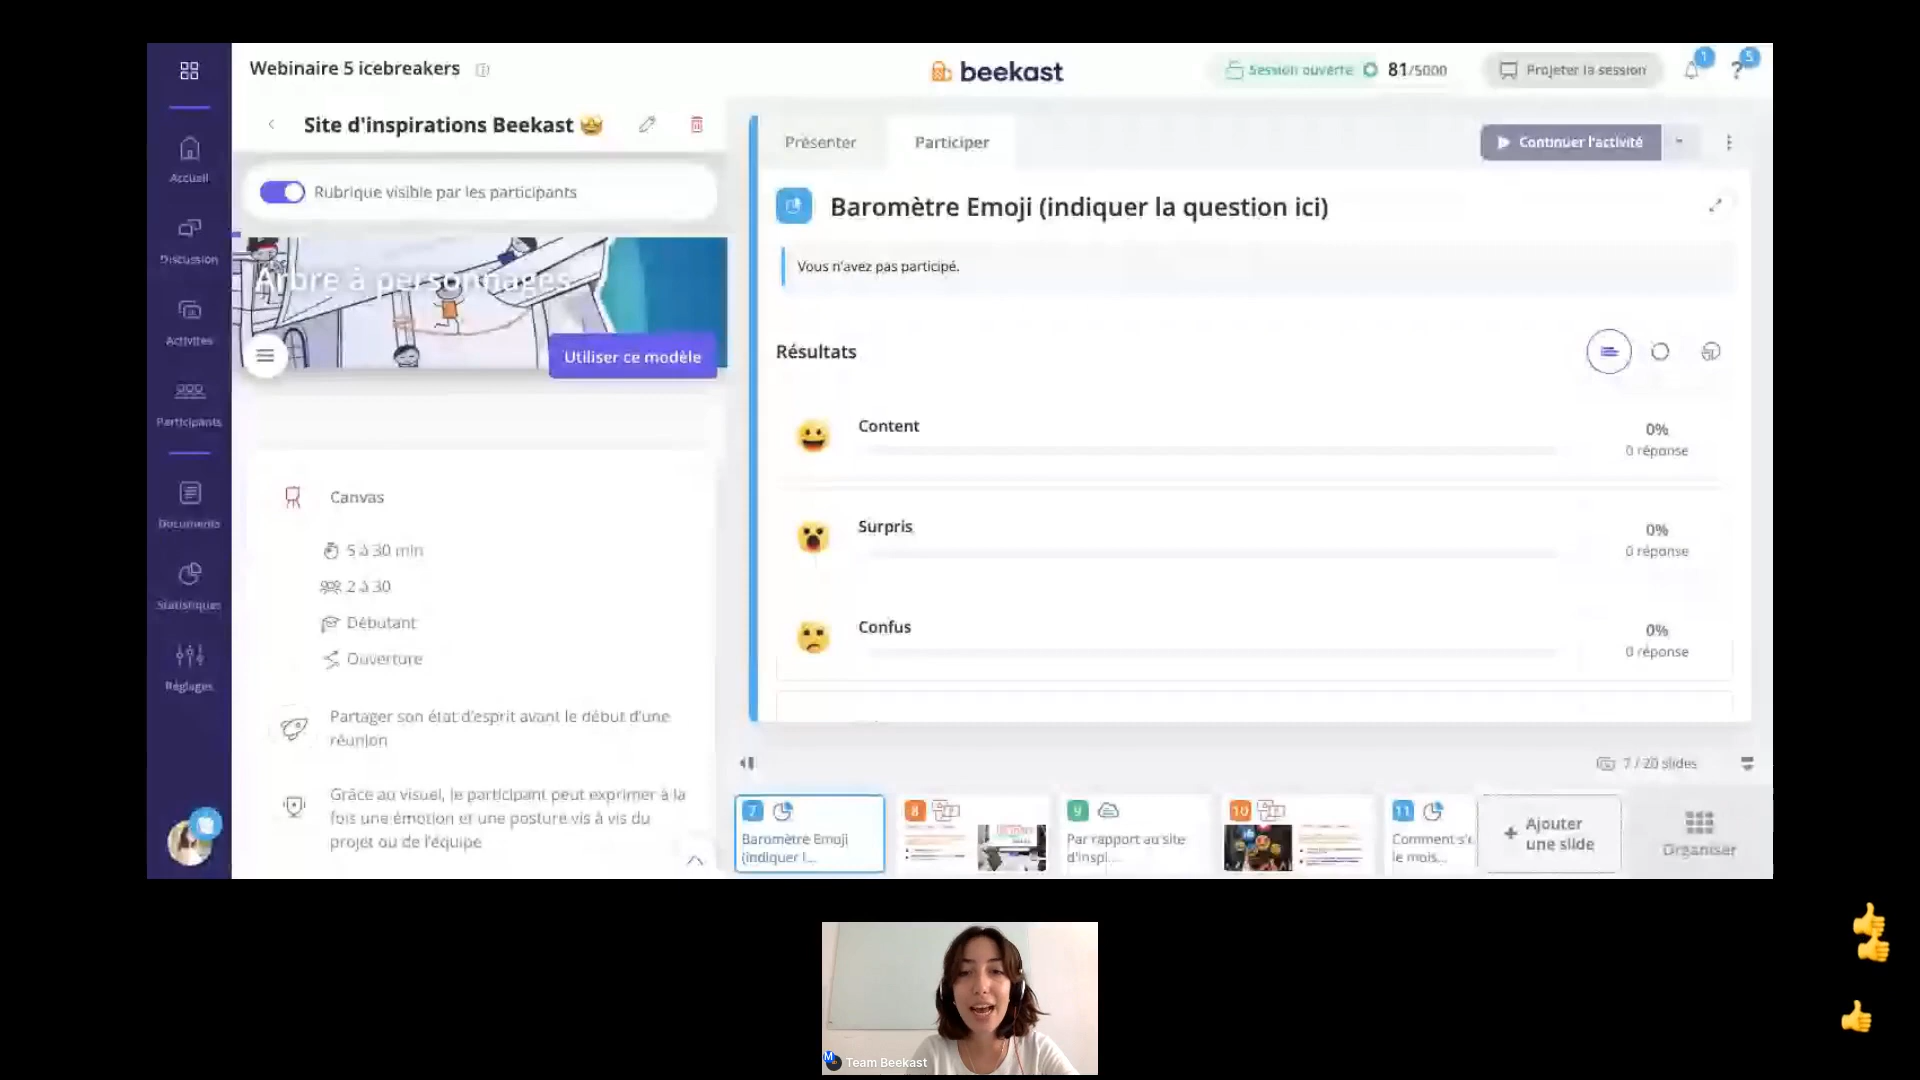 Webinaire 5 icebreakers
beekast
Session ouverte
81/5000
Projeter la session
1
?
5
Site d'inspirations Beekast
Rubrique visible par les participants
Arbre à personnages
Utiliser ce modèle
Canvas
5 à 30 min
2 à 30
Débutant
Ouverture
Partager son état d'esprit avant le début d'une
réunion
Grâce au visuel, le participant peut exprimer à la
fois une émotion et une posture vis à vis du
projet ou de l'équipe
Accueil
Discussion
Activités
Participants
Documents
Statistiques
Réglages
Présenter
Participer
Continuer l'activité
Baromètre Emoji (indiquer la question ici)
Vous n'avez pas participé.
Résultats
Content
0%
0 réponse
Surpris
0%
0 réponse
Confus
0%
0 réponse
7 / 20 slides
7
Baromètre Emoji
(indiquer l...
8
9
Par rapport au site
d'inspi...
10
11
Comment s'e
le mois...
+ Ajouter
une slide
Organiser
M
Team Beekast